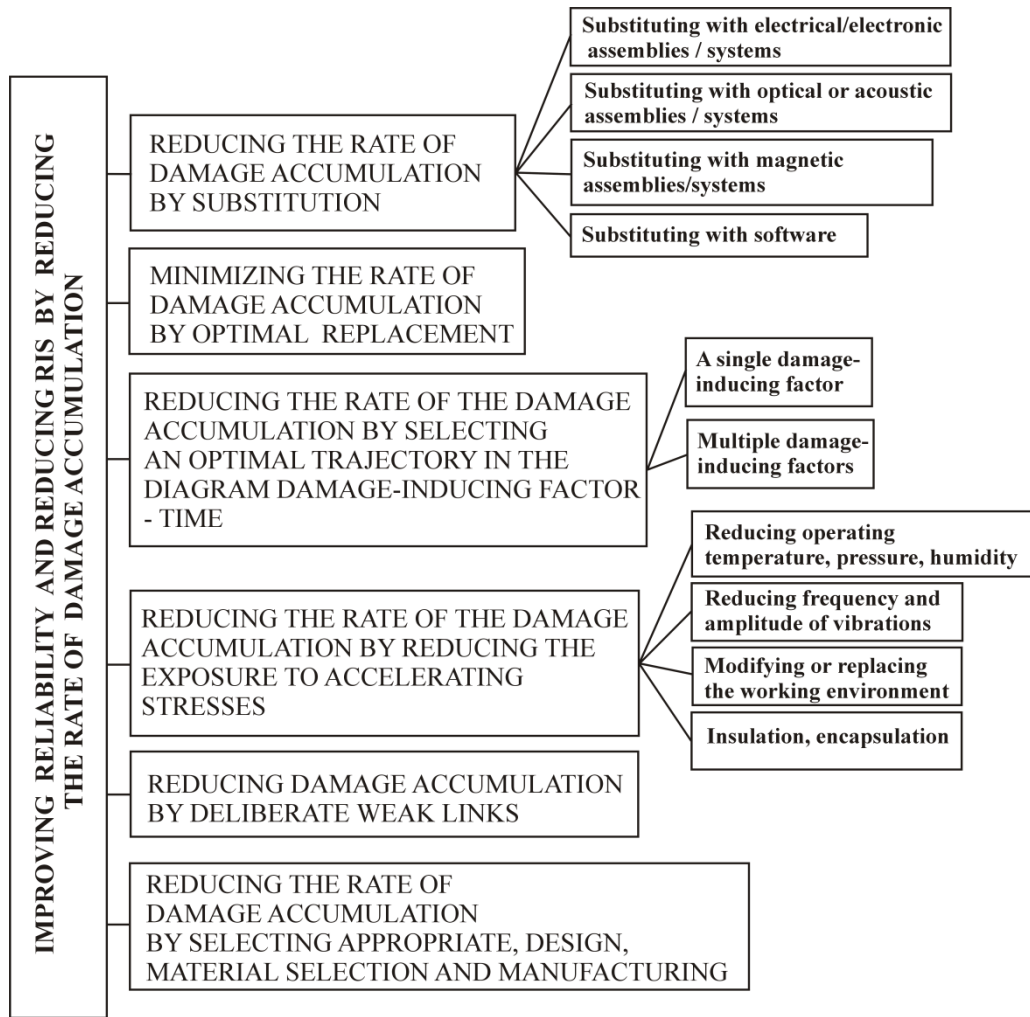 IMPROVING RELIABILITY AND REDUCING RIS BY REDUCING
THE RATE OF DAMAGE ACCUMULATION
REDUCING THE RATE OF
DAMAGE ACCUMULATION
BY SUBSTITUTION
Substituting with electrical/electronic
assemblies / systems
Substituting with optical or acoustic
assemblies / systems
Substituting with magnetic
assemblies/systems
Substituting with software
MINIMIZING THE RATE OF
DAMAGE ACCUMULATION
BY OPTIMAL REPLACEMENT
REDUCING THE RATE OF THE DAMAGE
ACCUMULATION BY SELECTING
AN OPTIMAL TRAJECTORY IN THE
DIAGRAM DAMAGE-INDUCING FACTOR
- TIME
A single damage-
inducing factor
Multiple damage-
inducing factors
REDUCING THE RATE OF THE DAMAGE
ACCUMULATION BY REDUCING THE
EXPOSURE TO ACCELERATING
STRESSES
Reducing operating
temperature, pressure, humidity
Reducing frequency and
amplitude of vibrations
Modifying or replacing
the working environment
Insulation, encapsulation
REDUCING DAMAGE ACCUMULATION
BY DELIBERATE WEAK LINKS
REDUCING THE RATE OF
DAMAGE ACCUMULATION
BY SELECTING APPROPRIATE, DESIGN,
MATERIAL SELECTION AND MANUFACTURING